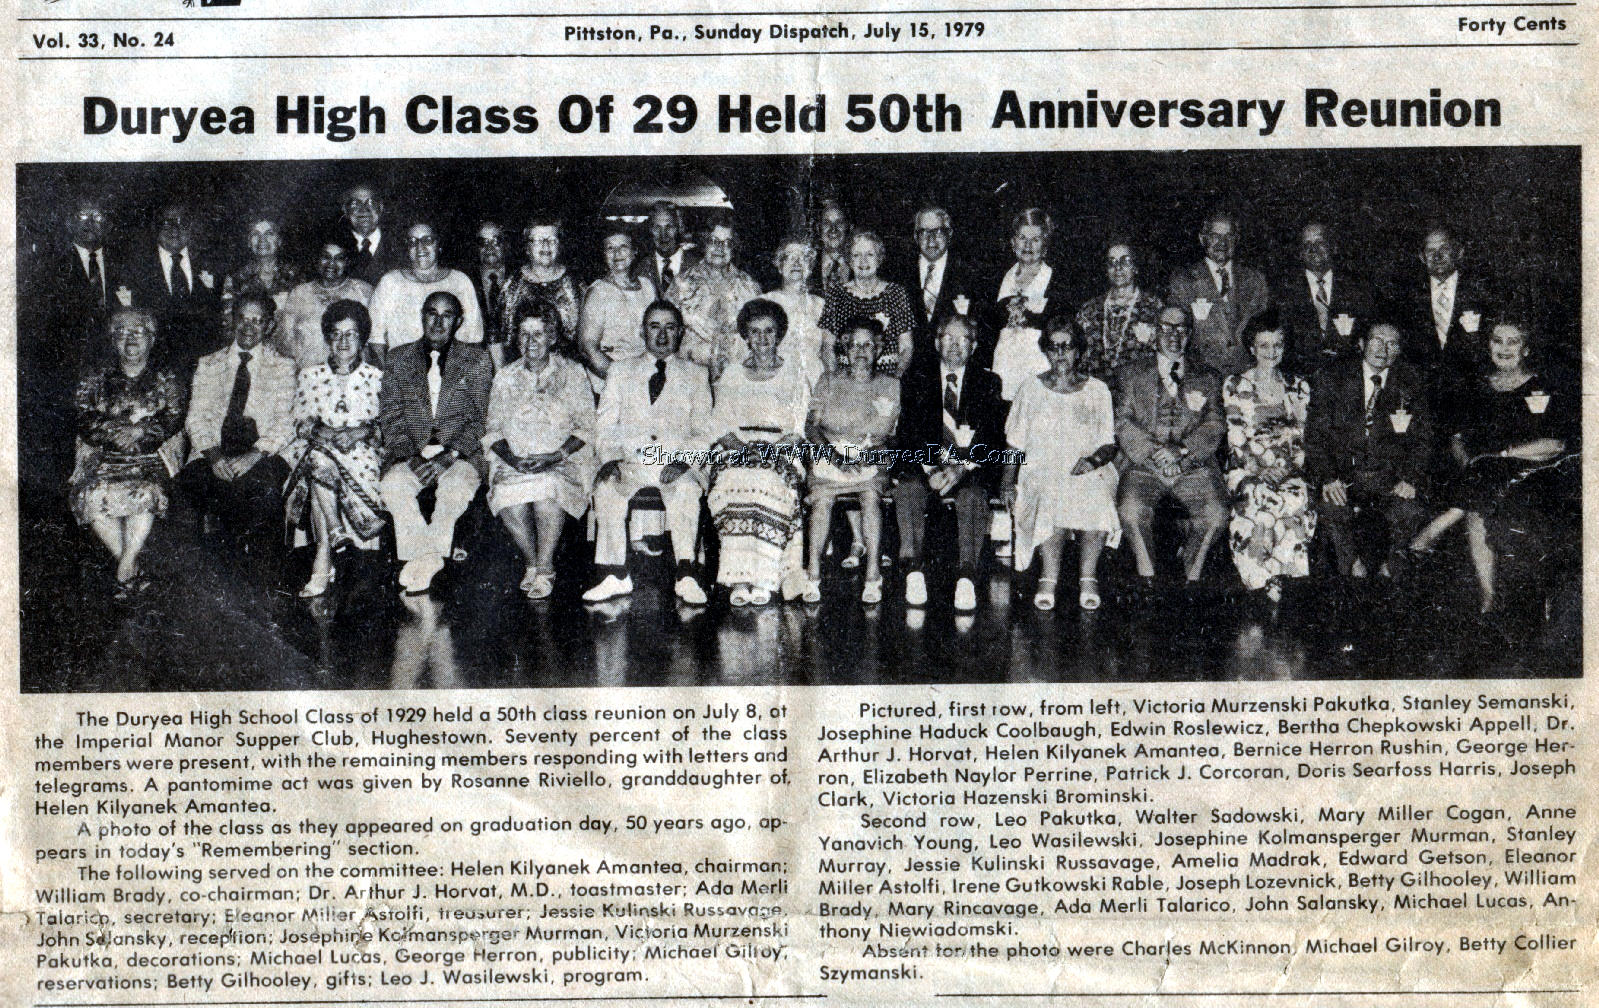 Vol. 33, No. 24
Pittston, Pa., Sunday Dispatch, July 15, 1979
Forty Cents
Duryea High Class Of 29 Held 50th Anniversary Reunion
Shown at WWW.DuryeaPA.Com
The Duryea High School Class of 1929 held a 50th class reunion on July 8, at
the Imperial Manor Supper Club, Hughestown. Seventy percent of the class
members were present, with the remaining members responding with letters and
telegrams. A pantomime act was given by Rosanne Riviello, granddaughter of,
Helen Kilyanek Amantea.
A photo of the class as they appeared on graduation day, 50 years ago, ap-
pears in today's "Remembering" section.
The following served on the committee: Helen Kilyanek Amantea, chairman;
William Brady, co-chairman; Dr. Arthur J. Horvat, M.D., toastmaster; Ada Merli
Talarico, secretary; Eleanor Miller Astolfi, treusurer; Jessie Kulinski Russavage,
John Salansky, reception; Josephine Kolmansperger Murman, Victoria Murzenski
Pakutka, decorations; Michael Lucas, George Herron, publicity; Michael Gilroy,
reservations; Betty Gilhooley, gifts; Leo J. Wasilewski, program.
Pictured, first row, from left, Victoria Murzenski Pakutka, Stanley Semanski,
Josephine Haduck Coolbaugh, Edwin Roslewicz, Bertha Chepkowski Appell, Dr.
Arthur J. Horvat, Helen Kilyanek Amantea, Bernice Herron Rushin, George Her-
ron, Elizabeth Naylor Perrine, Patrick J. Corcoran, Doris Searfoss Harris, Joseph
Clark, Victoria Hazenski Brominski.
Second row, Leo Pakutka, Walter Sadowski, Mary Miller Cogan, Anne
Yanavich Young, Leo Wasilewski, Josephine Kolmansperger Murman, Stanley
Murray, Jessie Kulinski Russavage, Amelia Madrak, Edward Getson, Eleanor
Miller Astolfi, Irene Gutkowski Rable, Joseph Lozevnick, Betty Gilhooley, William
Brady, Mary Rincavage, Ada Merli Talarico, John Salansky, Michael Lucas, An-
thony Niewiadomski.
Absent for the photo were Charles McKinnon, Michael Gilroy, Betty Collier
Szymanski.